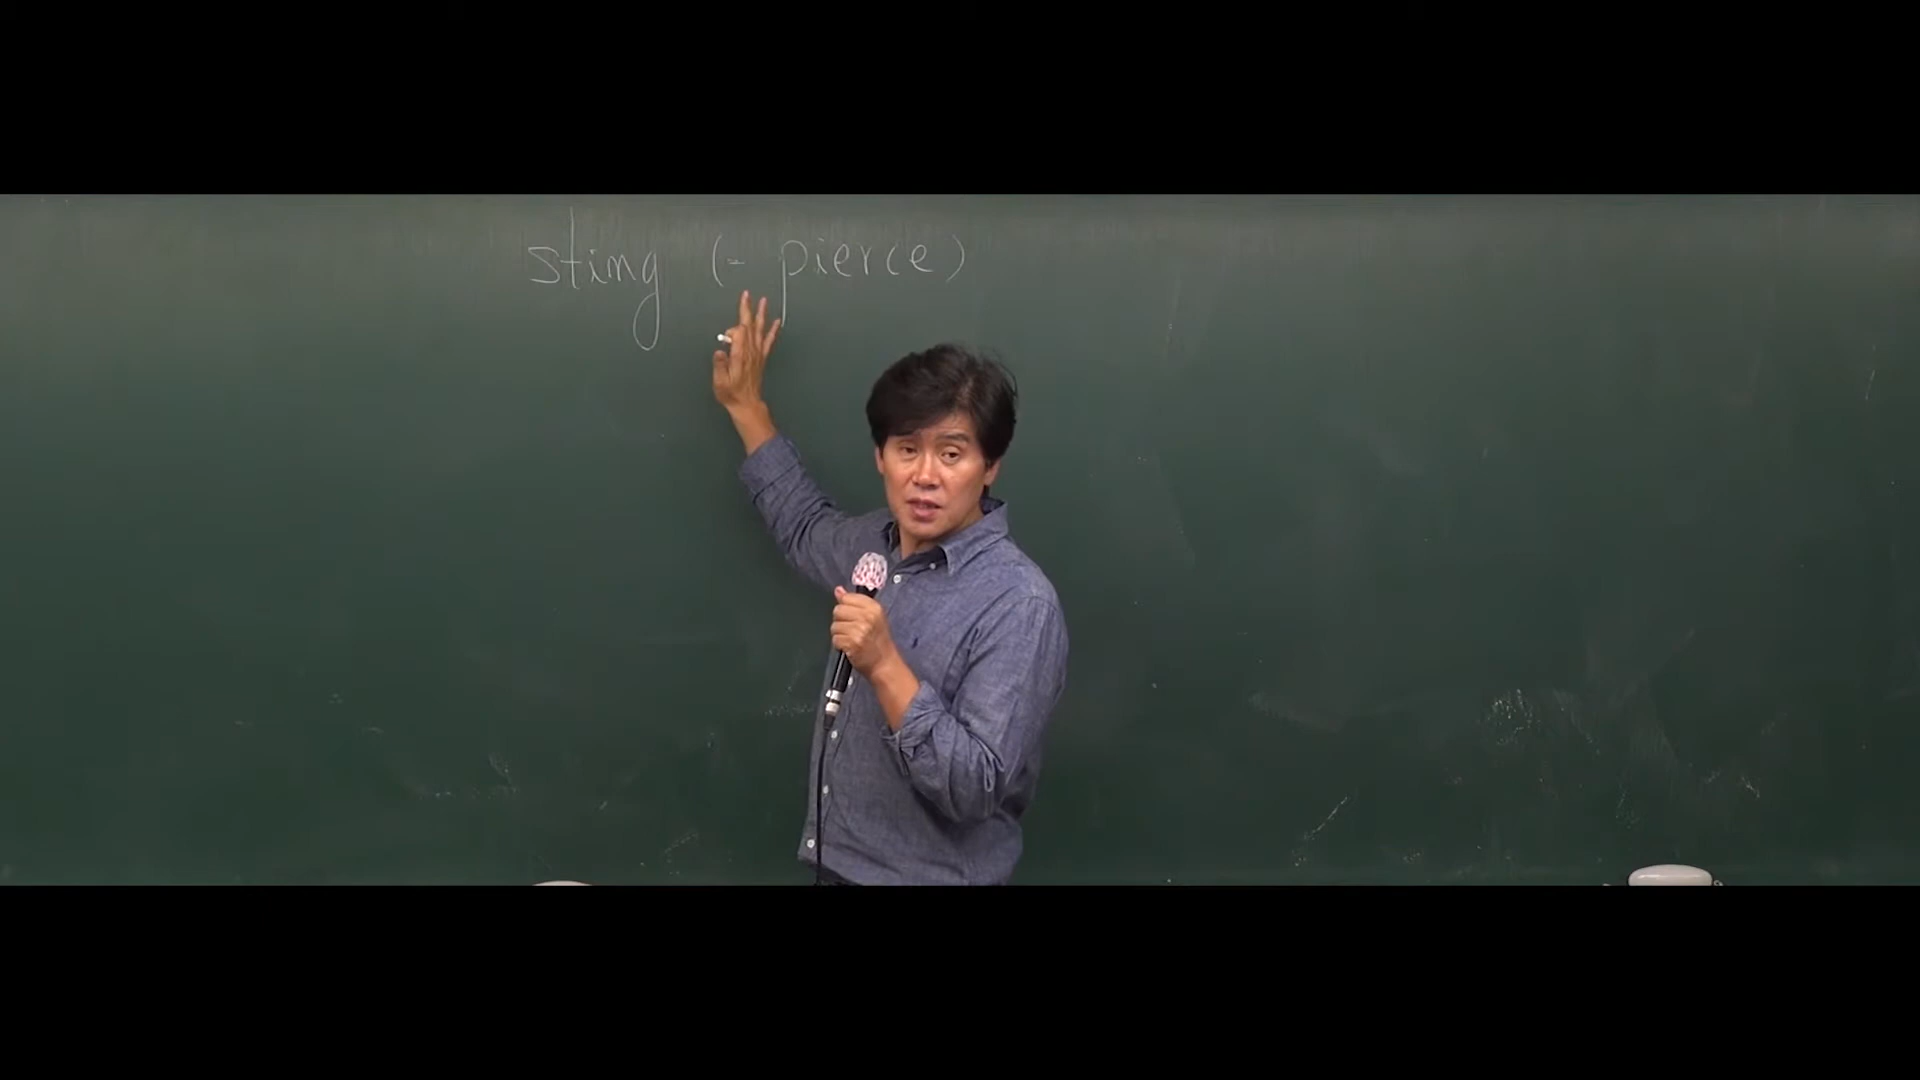 sting (= pierce)